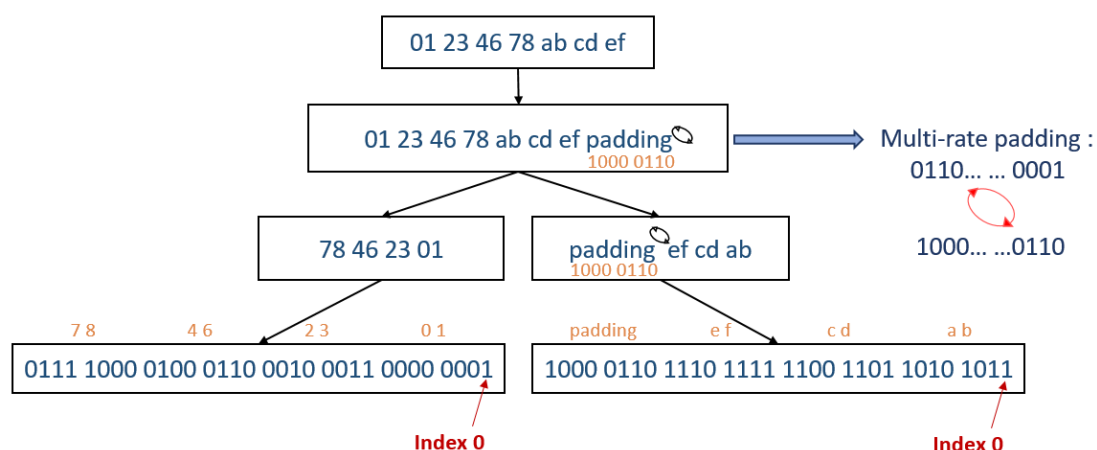 01 23 46 78 ab cd ef
01 23 46 78 ab cd ef padding
1000 0110
Multi-rate padding :
0110... ... 0001
1000... ...0110
78 46 23 01
padding ef cd ab
1000 0110
7 8 4 6 2 3 0 1
0111 1000 0100 0110 0010 0011 0000 0001
Index 0
padding e f c d a b
1000 0110 1110 1111 1100 1101 1010 1011
Index 0